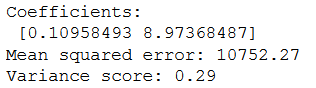 Coefficients:
 [0.10958493 8.97368487]
Mean squared error: 10752.27
Variance score: 0.29